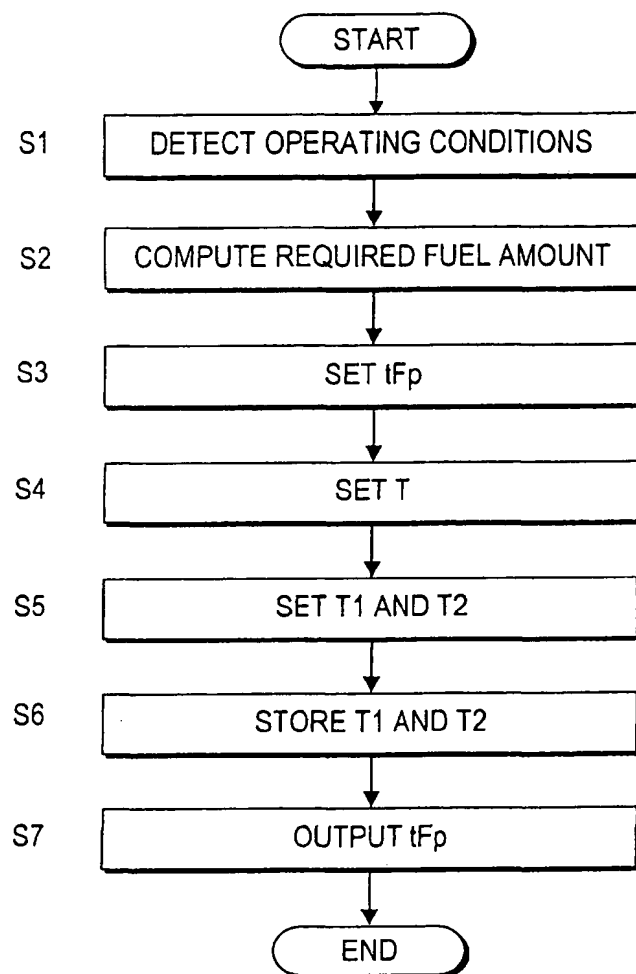 START
S1 DETECT OPERATING CONDITIONS
S2 COMPUTE REQUIRED FUEL AMOUNT
S3 SET tFp
S4 SET T
S5 SET T1 AND T2
S6 STORE T1 AND T2
S7 OUTPUT tFp
END